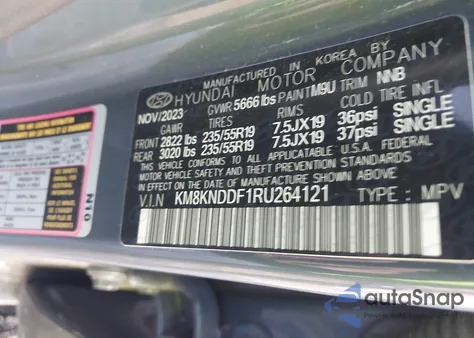 MANUFACTURED IN KOREA BY
HYUNDAI MOTOR COMPANY
NOV/2023 GVWR 5666 lbs PAINT M9U TRIM NNB
GAWR TIRES RIMS COLD TIRE INFL
FRONT 2822 lbs 235/55R19 7.5JX19 36psi SINGLE
REAR 3020 lbs 235/55R19 7.5JX19 37psi SINGLE
THIS VEHICLE CONFORMS TO ALL APPLICABLE U.S.A. FEDERAL
MOTOR VEHICLE SAFETY AND THEFT PREVENTION STANDARDS
IN EFFECT ON THE DATE OF MANUFACTURE SHOWN ABOVE
V.I.N KM8KNDDF1RU264121 TYPE : MPV
N10
autoSnap